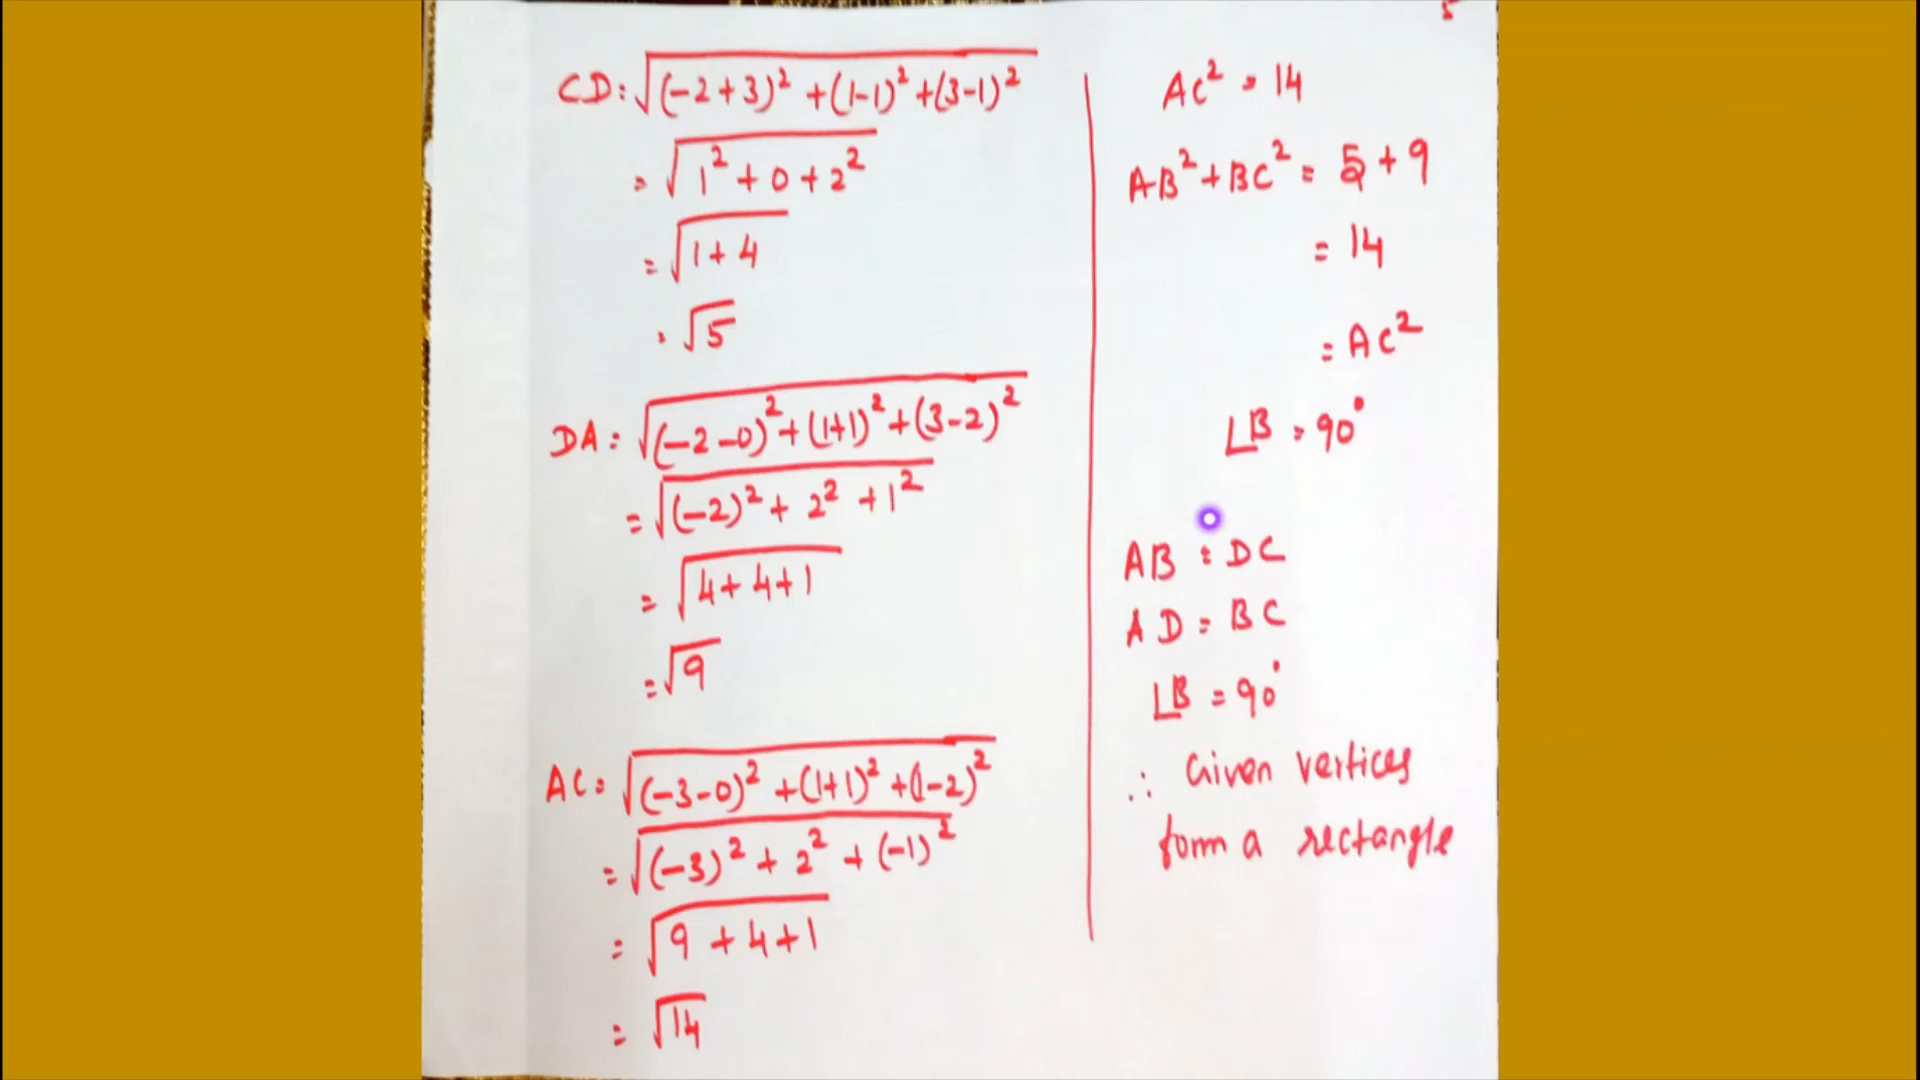 5
CD = √(-2+3)² + (1-1)² + (3-1)²
= √1² + 0 + 2²
= √1+4
= √5
DA = √(-2-0)² + (1+1)² + (3-2)²
= √(-2)² + 2² + 1²
= √4+4+1
= √9
AC = √(-3-0)² + (1+1)² + (1-2)²
= √(-3)² + 2² + (-1)²
= √9+4+1
= √14
AC² = 14
AB² + BC² = 5 + 9
= 14
= AC²
∠B = 90°
AB = DC
AD = BC
∠B = 90°
∴ Given vertices
form a rectangle